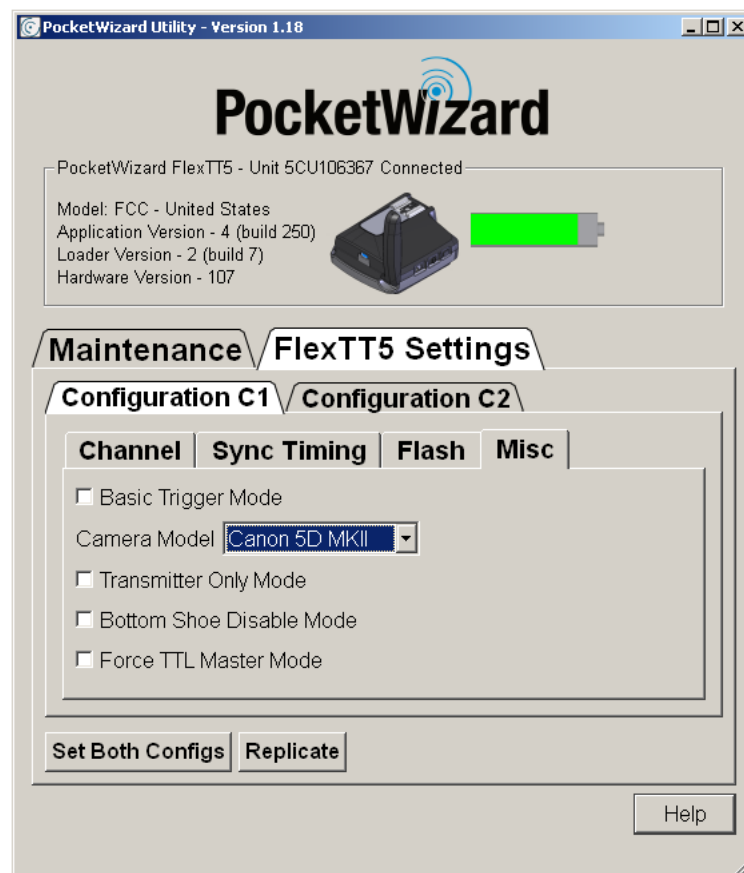 PocketWizard Utility - Version 1.18
PocketWizard
PocketWizard FlexTT5 - Unit 5CU106367 Connected
Model: FCC - United States
Application Version - 4 (build 250)
Loader Version - 2 (build 7)
Hardware Version - 107
Maintenance FlexTT5 Settings
Configuration C1 Configuration C2
Channel Sync Timing Flash Misc
Basic Trigger Mode
Camera Model Canon 5D MKII
Transmitter Only Mode
Bottom Shoe Disable Mode
Force TTL Master Mode
Set Both Configs Replicate
Help